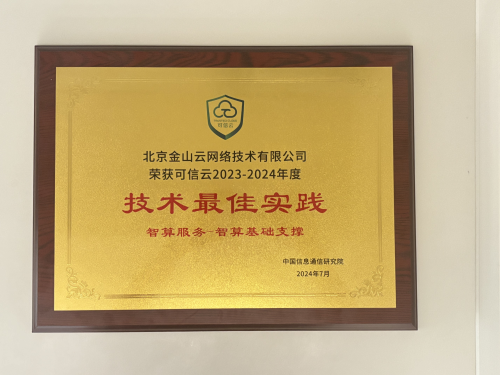 可信云
北京金山云网络技术有限公司
荣获可信云2023-2024年度
技术最佳实践
智算服务-智算基础支撑
中国信息通信研究院
2024年7月